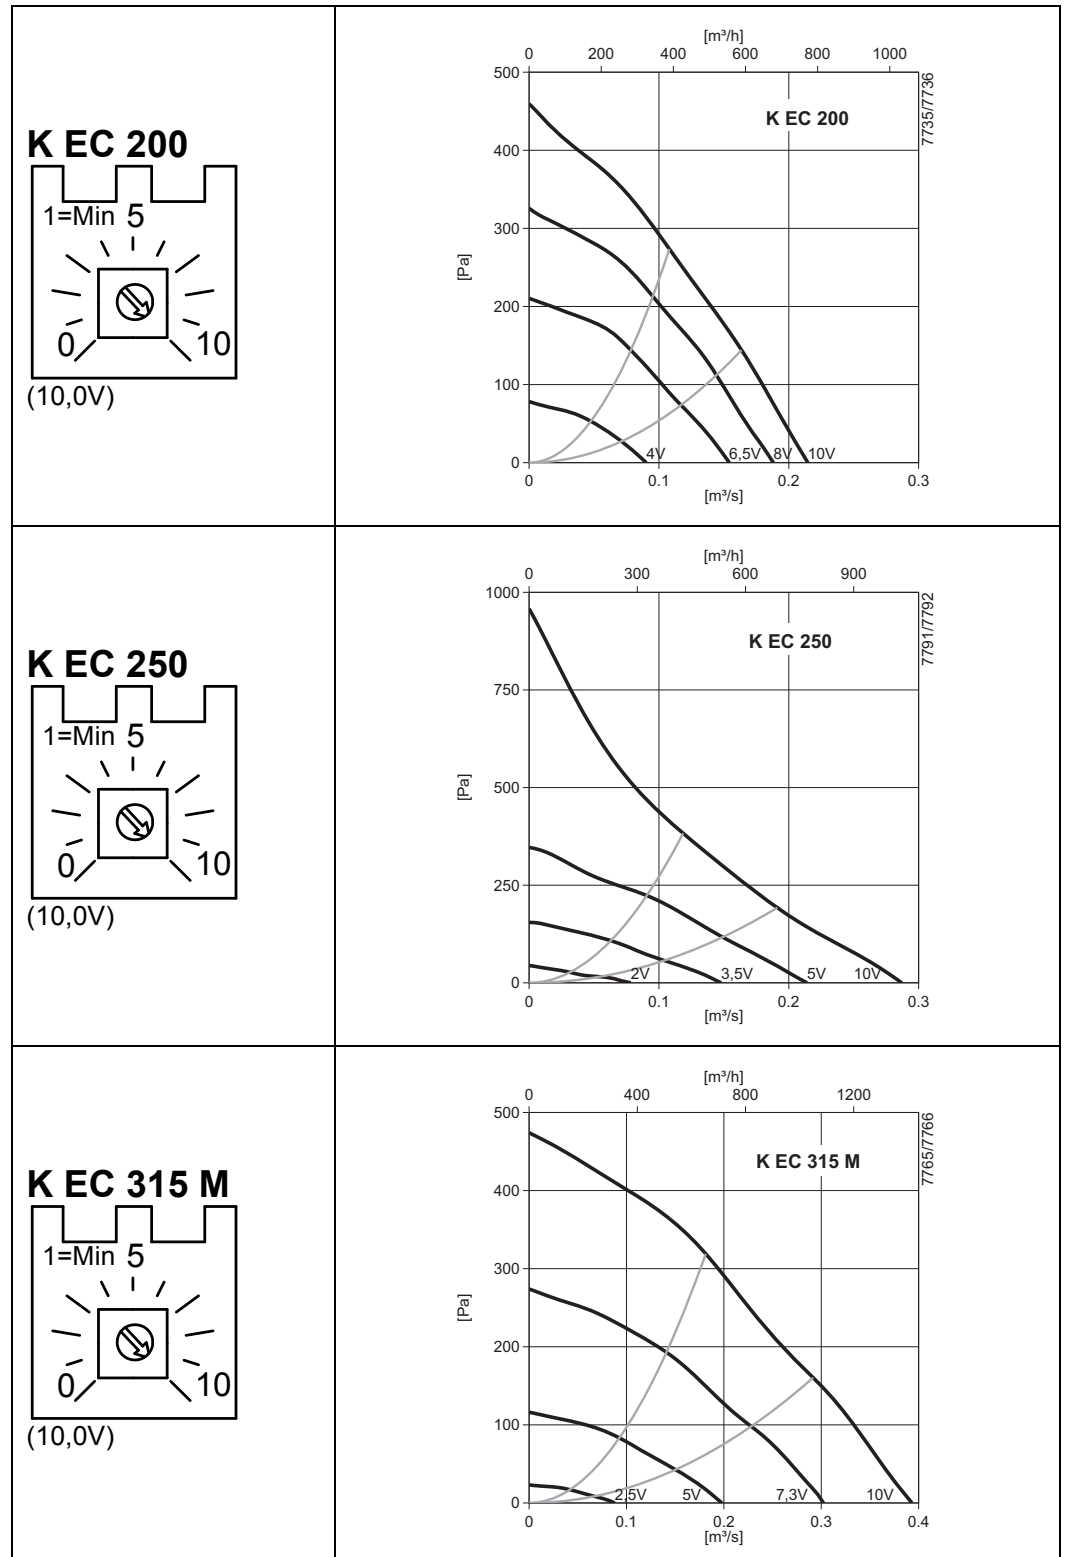 K EC 200
1=Min 5
0 10
(10,0V)
[m³/h]
0 200 400 600 800 1000
500
400
300
200
100
0
[Pa]
K EC 200
7735/7736
4V 6,5V 8V 10V
0 0.1 0.2 0.3
[m³/s]
K EC 250
1=Min 5
0 10
(10,0V)
[m³/h]
0 300 600 900
1000
750
500
250
0
[Pa]
K EC 250
7791/7792
2V 3,5V 5V 10V
0 0.1 0.2 0.3
[m³/s]
K EC 315 M
1=Min 5
0 10
(10,0V)
[m³/h]
0 400 800 1200
500
400
300
200
100
0
[Pa]
K EC 315 M
7765/7766
2,5V 5V 7,3V 10V
0 0.1 0.2 0.3 0.4
[m³/s]